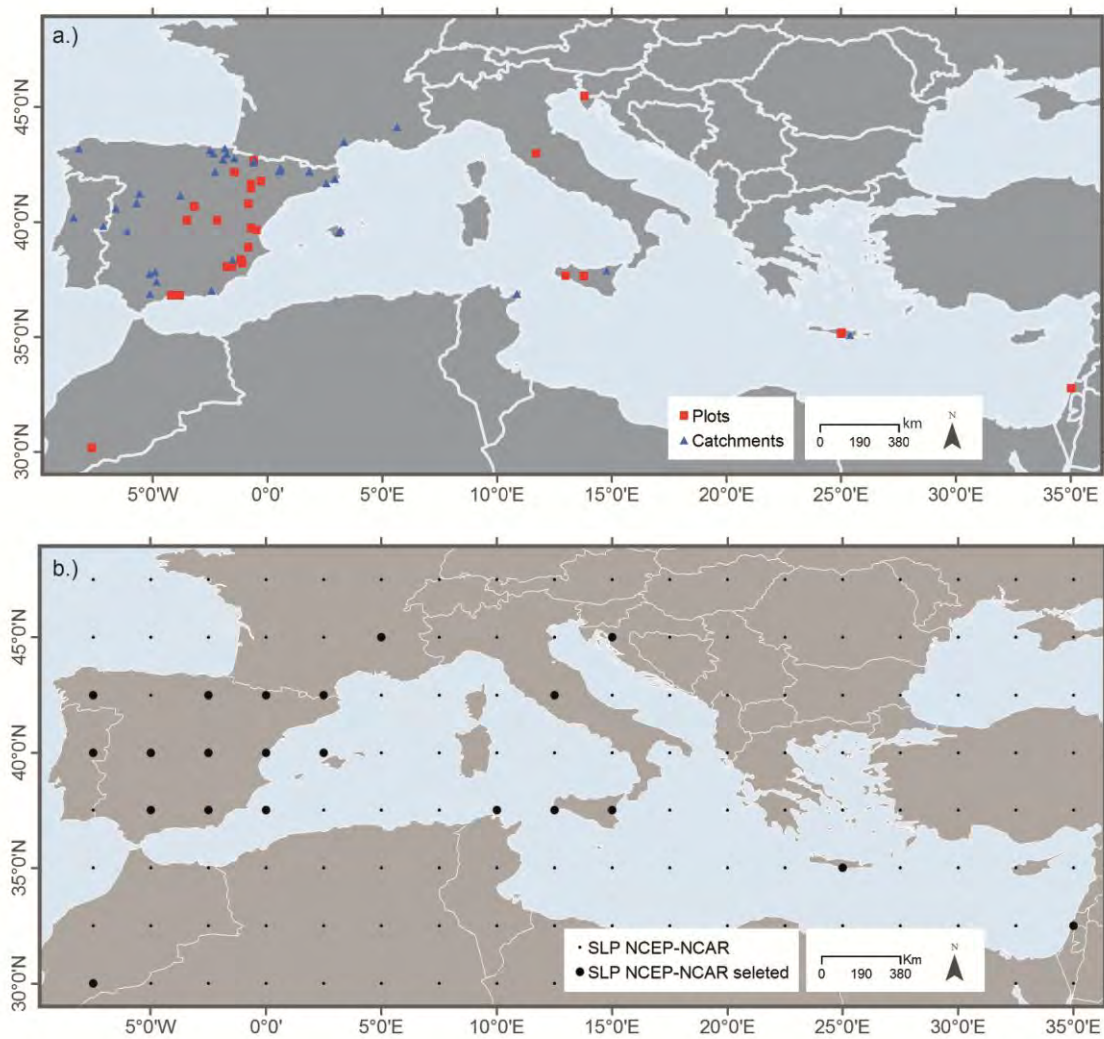 a.)
45°0'N
40°0'N
35°0'N
30°0'N
Plots
Catchments
km
0 190 380
N
5°0'W 0°0' 5°0'E 10°0'E 15°0'E 20°0'E 25°0'E 30°0'E 35°0'E
b.)
45°0'N
40°0'N
35°0'N
30°0'N
SLP NCEP-NCAR
SLP NCEP-NCAR seleted
Km
0 190 380
N
5°0'W 0°0' 5°0'E 10°0'E 15°0'E 20°0'E 25°0'E 30°0'E 35°0'E